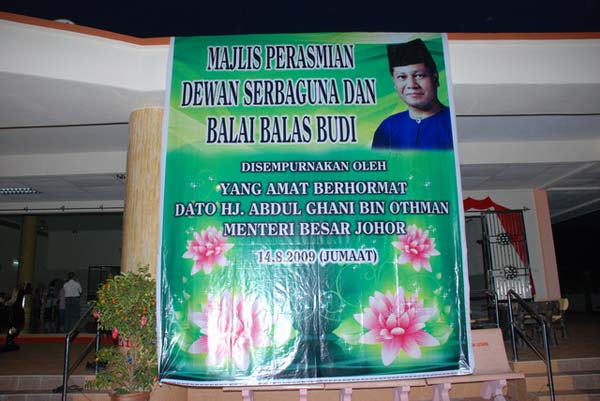 MAJLIS PERASMIAN
DEWAN SERBAGUNA DAN
BALAI BALAS BUDI
DISEMPURNAKAN OLEH
YANG AMAT BERHORMAT
DATO HJ. ABDUL GHANI BIN OTHMAN
MENTERI BESAR JOHOR
14.8.2009 (JUMAAT)